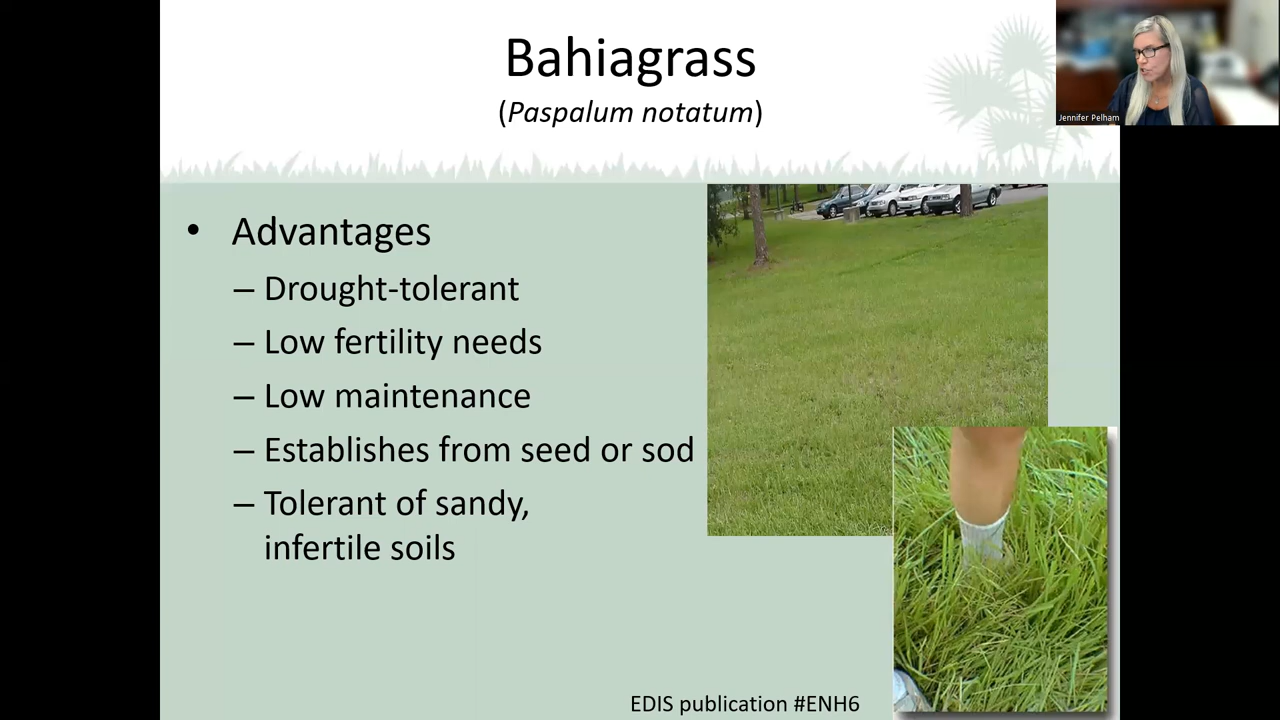 Bahiagrass
(Paspalum notatum)
Jennifer Pelham
• Advantages
– Drought-tolerant
– Low fertility needs
– Low maintenance
– Establishes from seed or sod
– Tolerant of sandy,
infertile soils
EDIS publication #ENH6